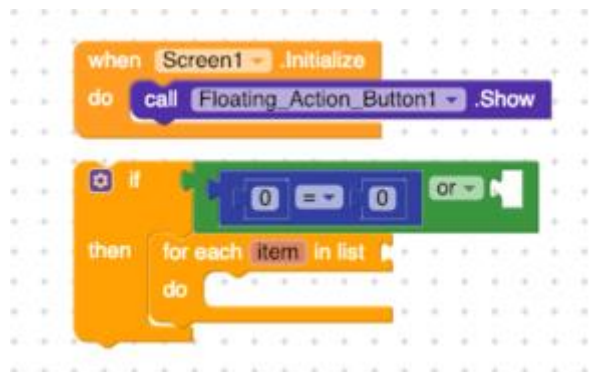 when Screen1 .Initialize
do call Floating_Action_Button1 .Show
if 0 = 0 or
then for each item in list
do